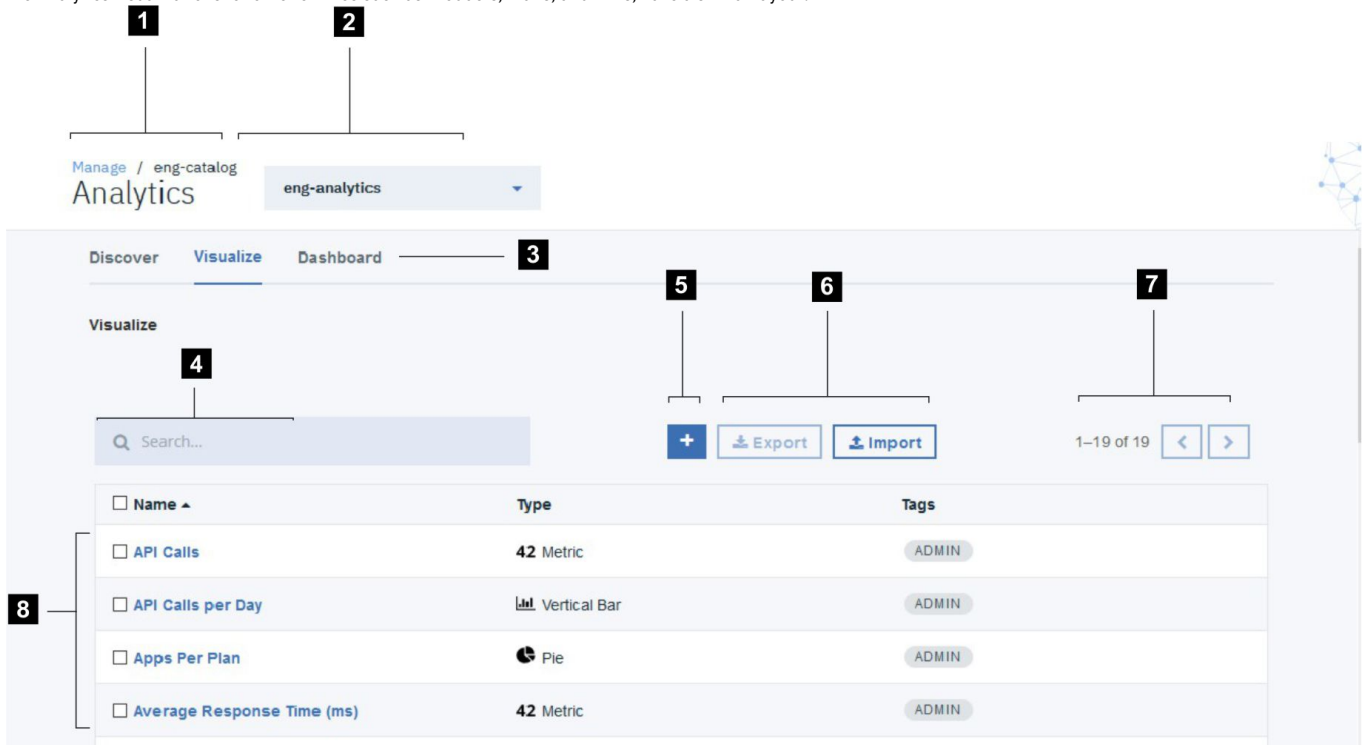 1 2
Manage / eng-catalog
Analytics
eng-analytics
Discover Visualize Dashboard 3
5 6 7
Visualize
4
Search...
+ Export Import 1–19 of 19 < >
Name Type Tags
API Calls 42 Metric ADMIN
8 API Calls per Day Vertical Bar ADMIN
Apps Per Plan Pie ADMIN
Average Response Time (ms) 42 Metric ADMIN